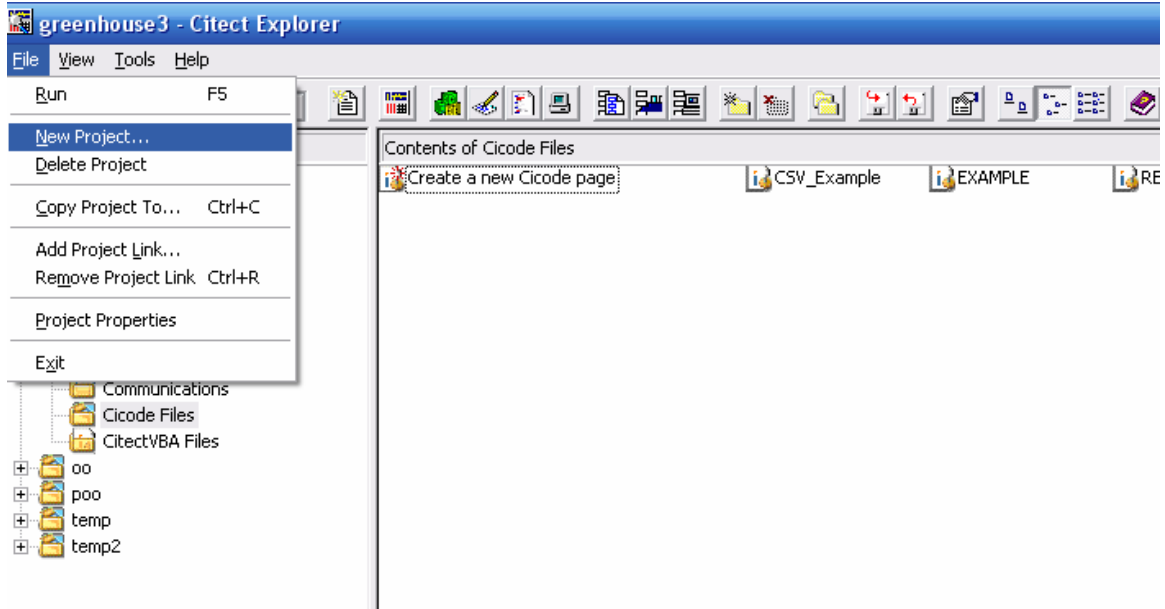 greenhouse3 - Citect Explorer
File View Tools Help
Run F5
New Project...
Delete Project
Copy Project To... Ctrl+C
Add Project Link...
Remove Project Link Ctrl+R
Project Properties
Exit
Contents of Cicode Files
Create a new Cicode page CSV_Example EXAMPLE RE
Communications
Cicode Files
CitectVBA Files
oo
poo
temp
temp2